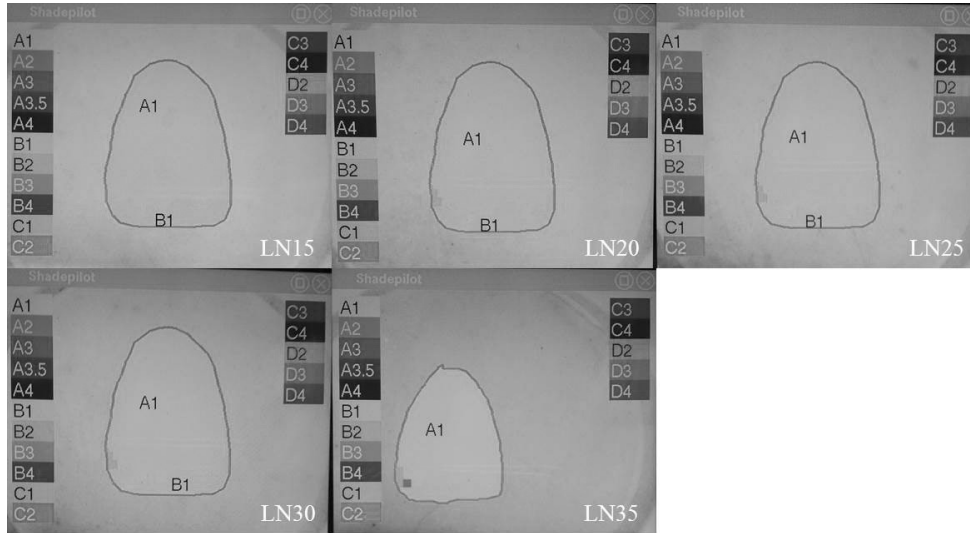 Shadepilot
A1
A2
A3
A3.5
A4
B1
B2
B3
B4
C1
C2
A1
B1
C3
C4
D2
D3
D4
LN15
A1
A2
A3
A3.5
A4
B1
B2
B3
B4
C1
C2
A1
B1
C3
C4
D2
D3
D4
LN20
A1
A2
A3
A3.5
A4
B1
B2
B3
B4
C1
C2
A1
B1
C3
C4
D2
D3
D4
LN25
Shadepilot
A1
A2
A3
A3.5
A4
B1
B2
B3
B4
C1
C2
A1
B1
C3
C4
D2
D3
D4
LN30
Shadepilot
A1
A2
A3
A3.5
A4
B1
B2
B3
B4
C1
C2
A1
C3
C4
D2
D3
D4
LN35